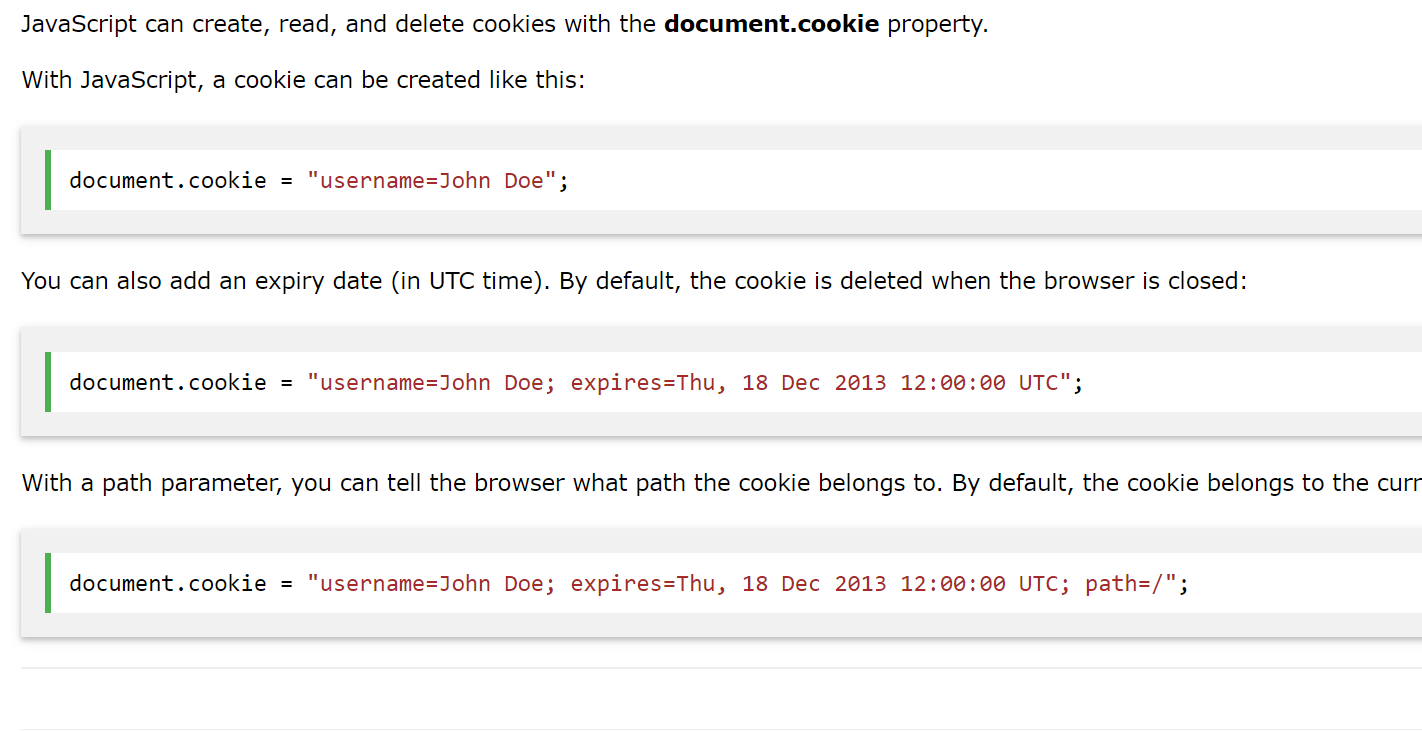 JavaScript can create, read, and delete cookies with the document.cookie property.
With JavaScript, a cookie can be created like this:
document.cookie = "username=John Doe";
You can also add an expiry date (in UTC time). By default, the cookie is deleted when the browser is closed:
document.cookie = "username=John Doe; expires=Thu, 18 Dec 2013 12:00:00 UTC";
With a path parameter, you can tell the browser what path the cookie belongs to. By default, the cookie belongs to the curr
document.cookie = "username=John Doe; expires=Thu, 18 Dec 2013 12:00:00 UTC; path=/";